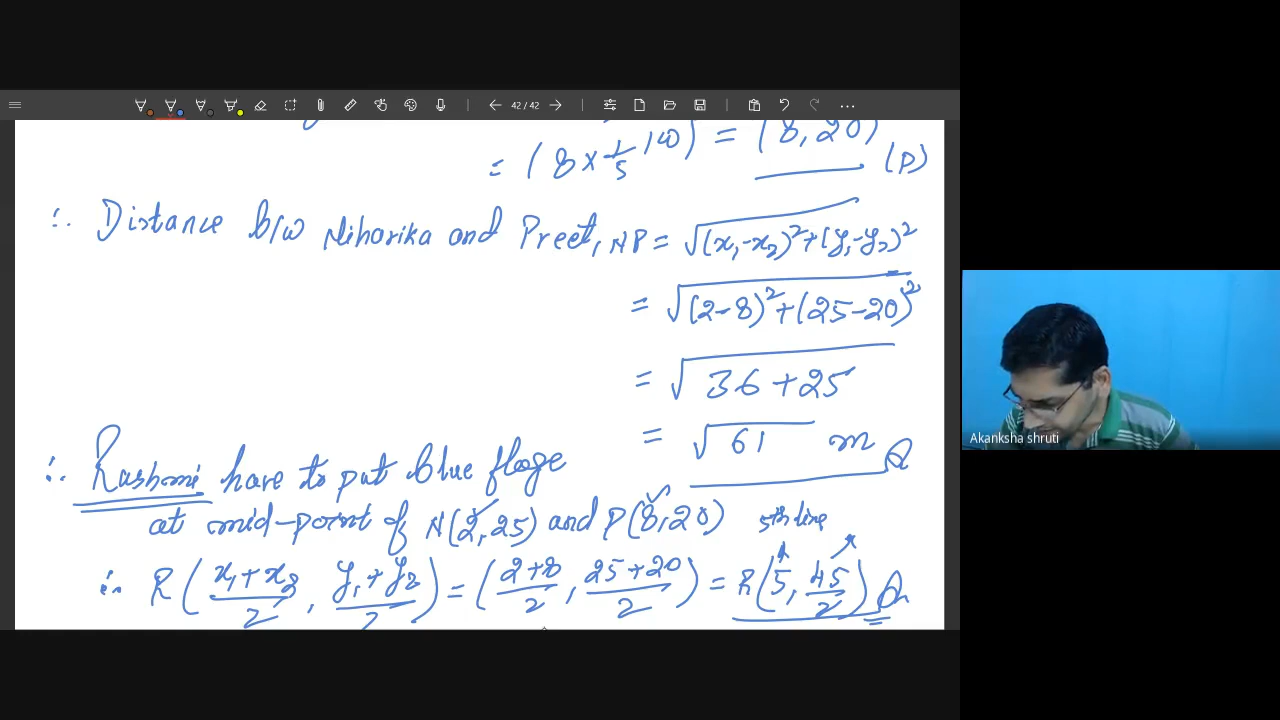 42/42
= (8 × 1/5 100) = (8, 20) (P)
∴ Distance b/w Niharika and Preet, NP = √(x₁-x₂)²+(y₁-y₂)²
= √(2-8)²+(25-20)²
= √36+25
= √61 m
∴ Rashmi have to put blue flage
at mid-point of N(2,25) and P(8,20) 5th line
R(x₁+x₂/2, y₁+y₂/2) = (2+8/2, 25+20/2) = R(5, 45/2)
Akanksha shruti